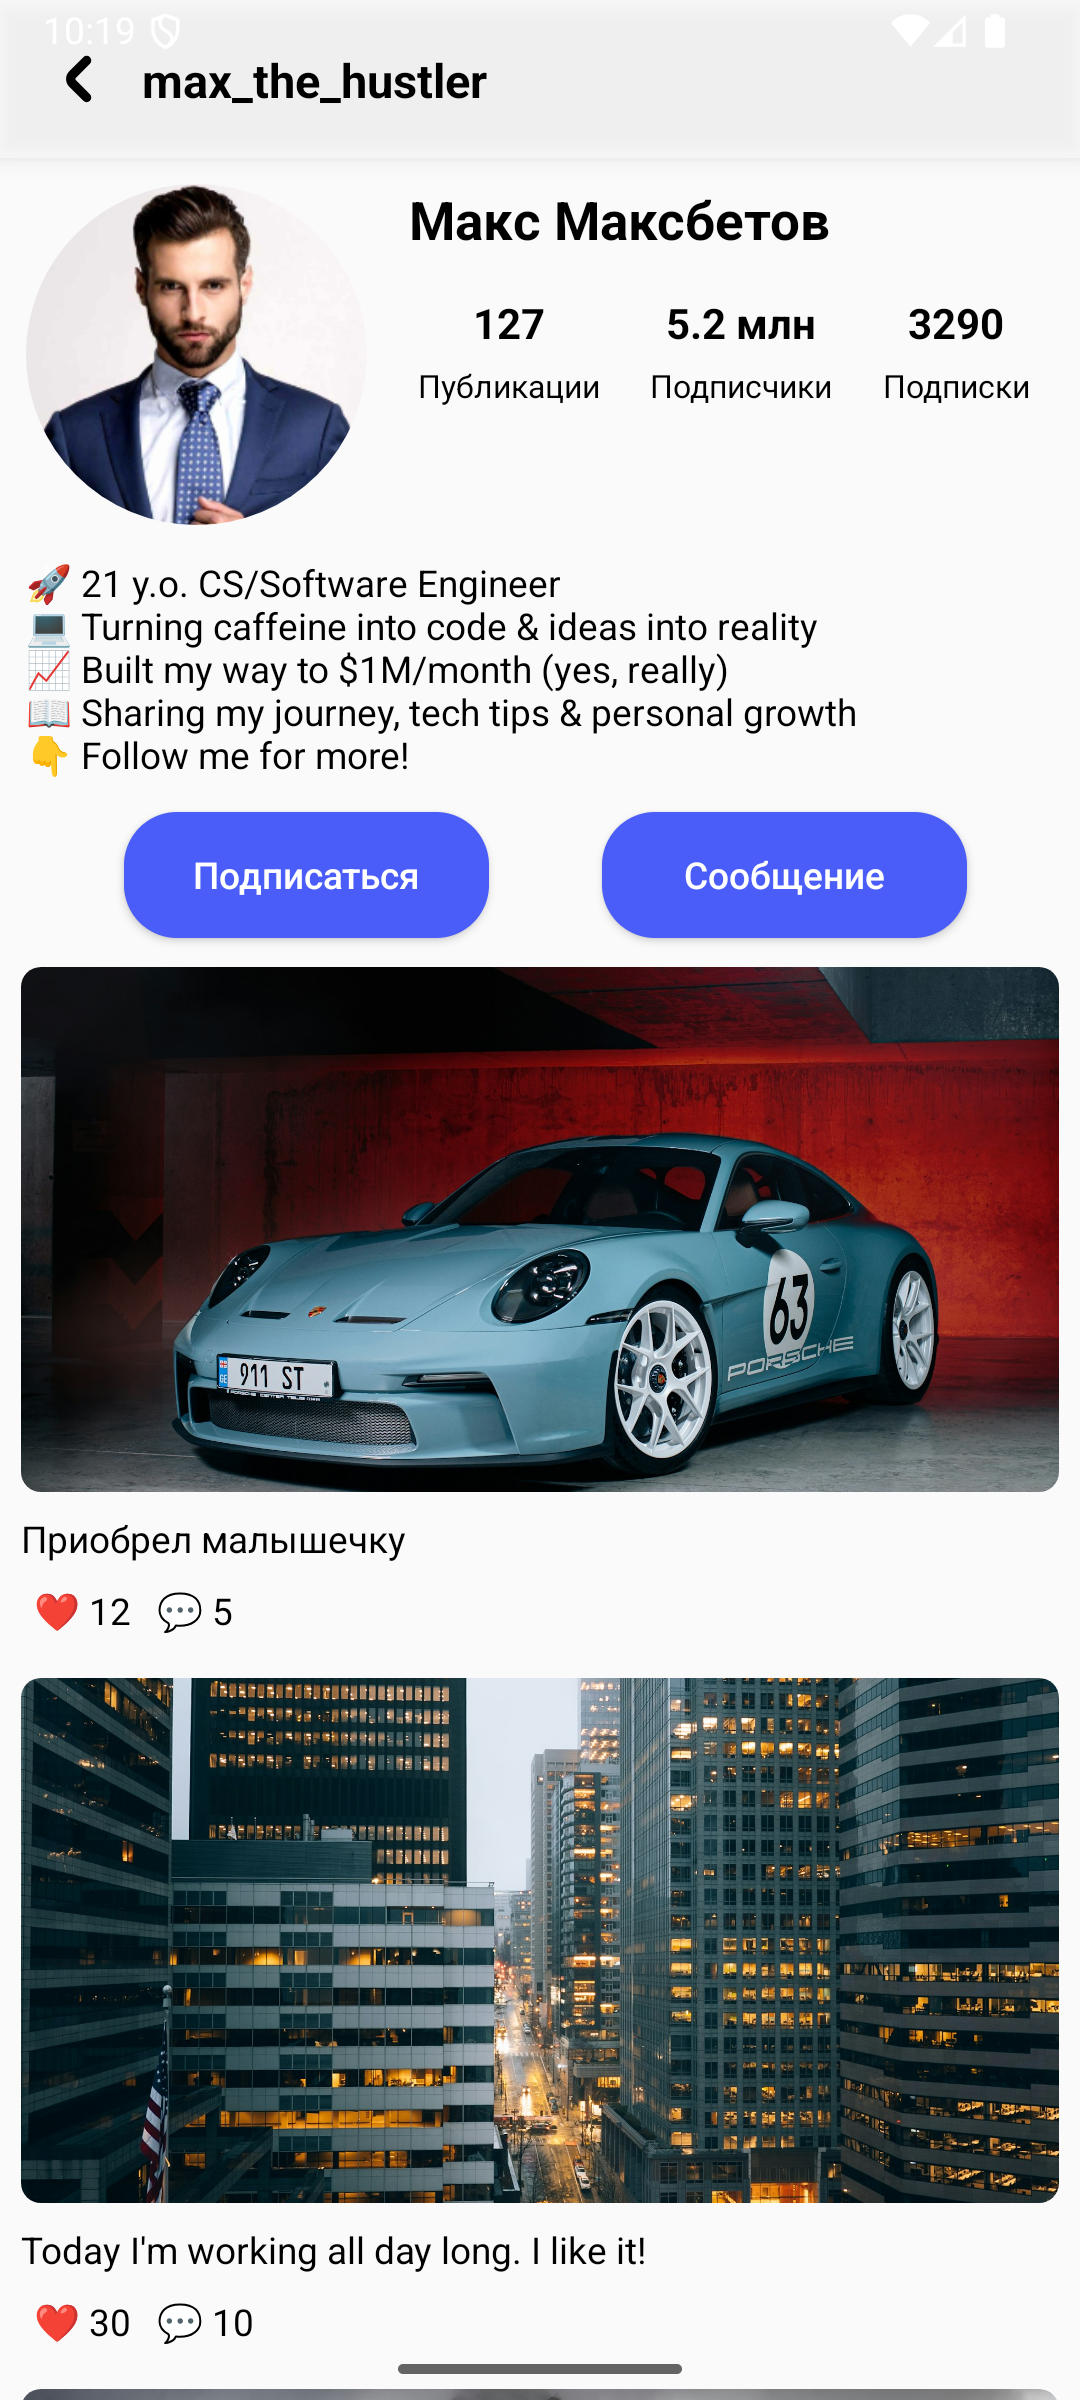 10:19
max_the_hustler
Макс Максбетов
127 5.2 млн 3290
Публикации Подписчики Подписки
🚀 21 y.o. CS/Software Engineer
💻 Turning caffeine into code & ideas into reality
📈 Built my way to $1M/month (yes, really)
📖 Sharing my journey, tech tips & personal growth
👇 Follow me for more!
Подписаться Сообщение
63
PORSCHE
911 ST
Приобрел малышечку
❤️ 12 💬 5
Today I'm working all day long. I like it!
❤️ 30 💬 10